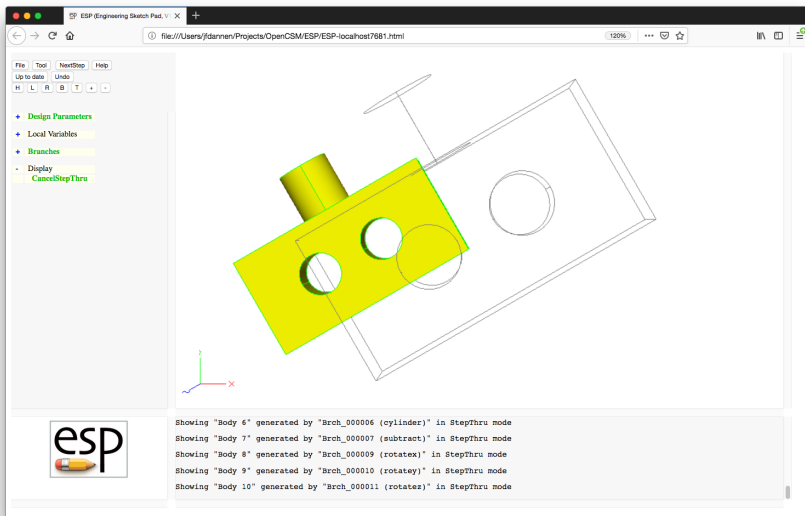 ESP (Engineering Sketch Pad, V
file:///Users/jfdannen/Projects/OpenCSM/ESP/ESP-localhost7681.html
120%
File Tool NextStep Help
Up to date Undo
H L R B T + -
+ Design Parameters
+ Local Variables
+ Branches
- Display
CancelStepThru
X
esp
Showing "Body 6" generated by "Brch_000006 (cylinder)" in StepThru mode
Showing "Body 7" generated by "Brch_000007 (subtract)" in StepThru mode
Showing "Body 8" generated by "Brch_000009 (rotatex)" in StepThru mode
Showing "Body 9" generated by "Brch_000010 (rotatey)" in StepThru mode
Showing "Body 10" generated by "Brch_000011 (rotatez)" in StepThru mode